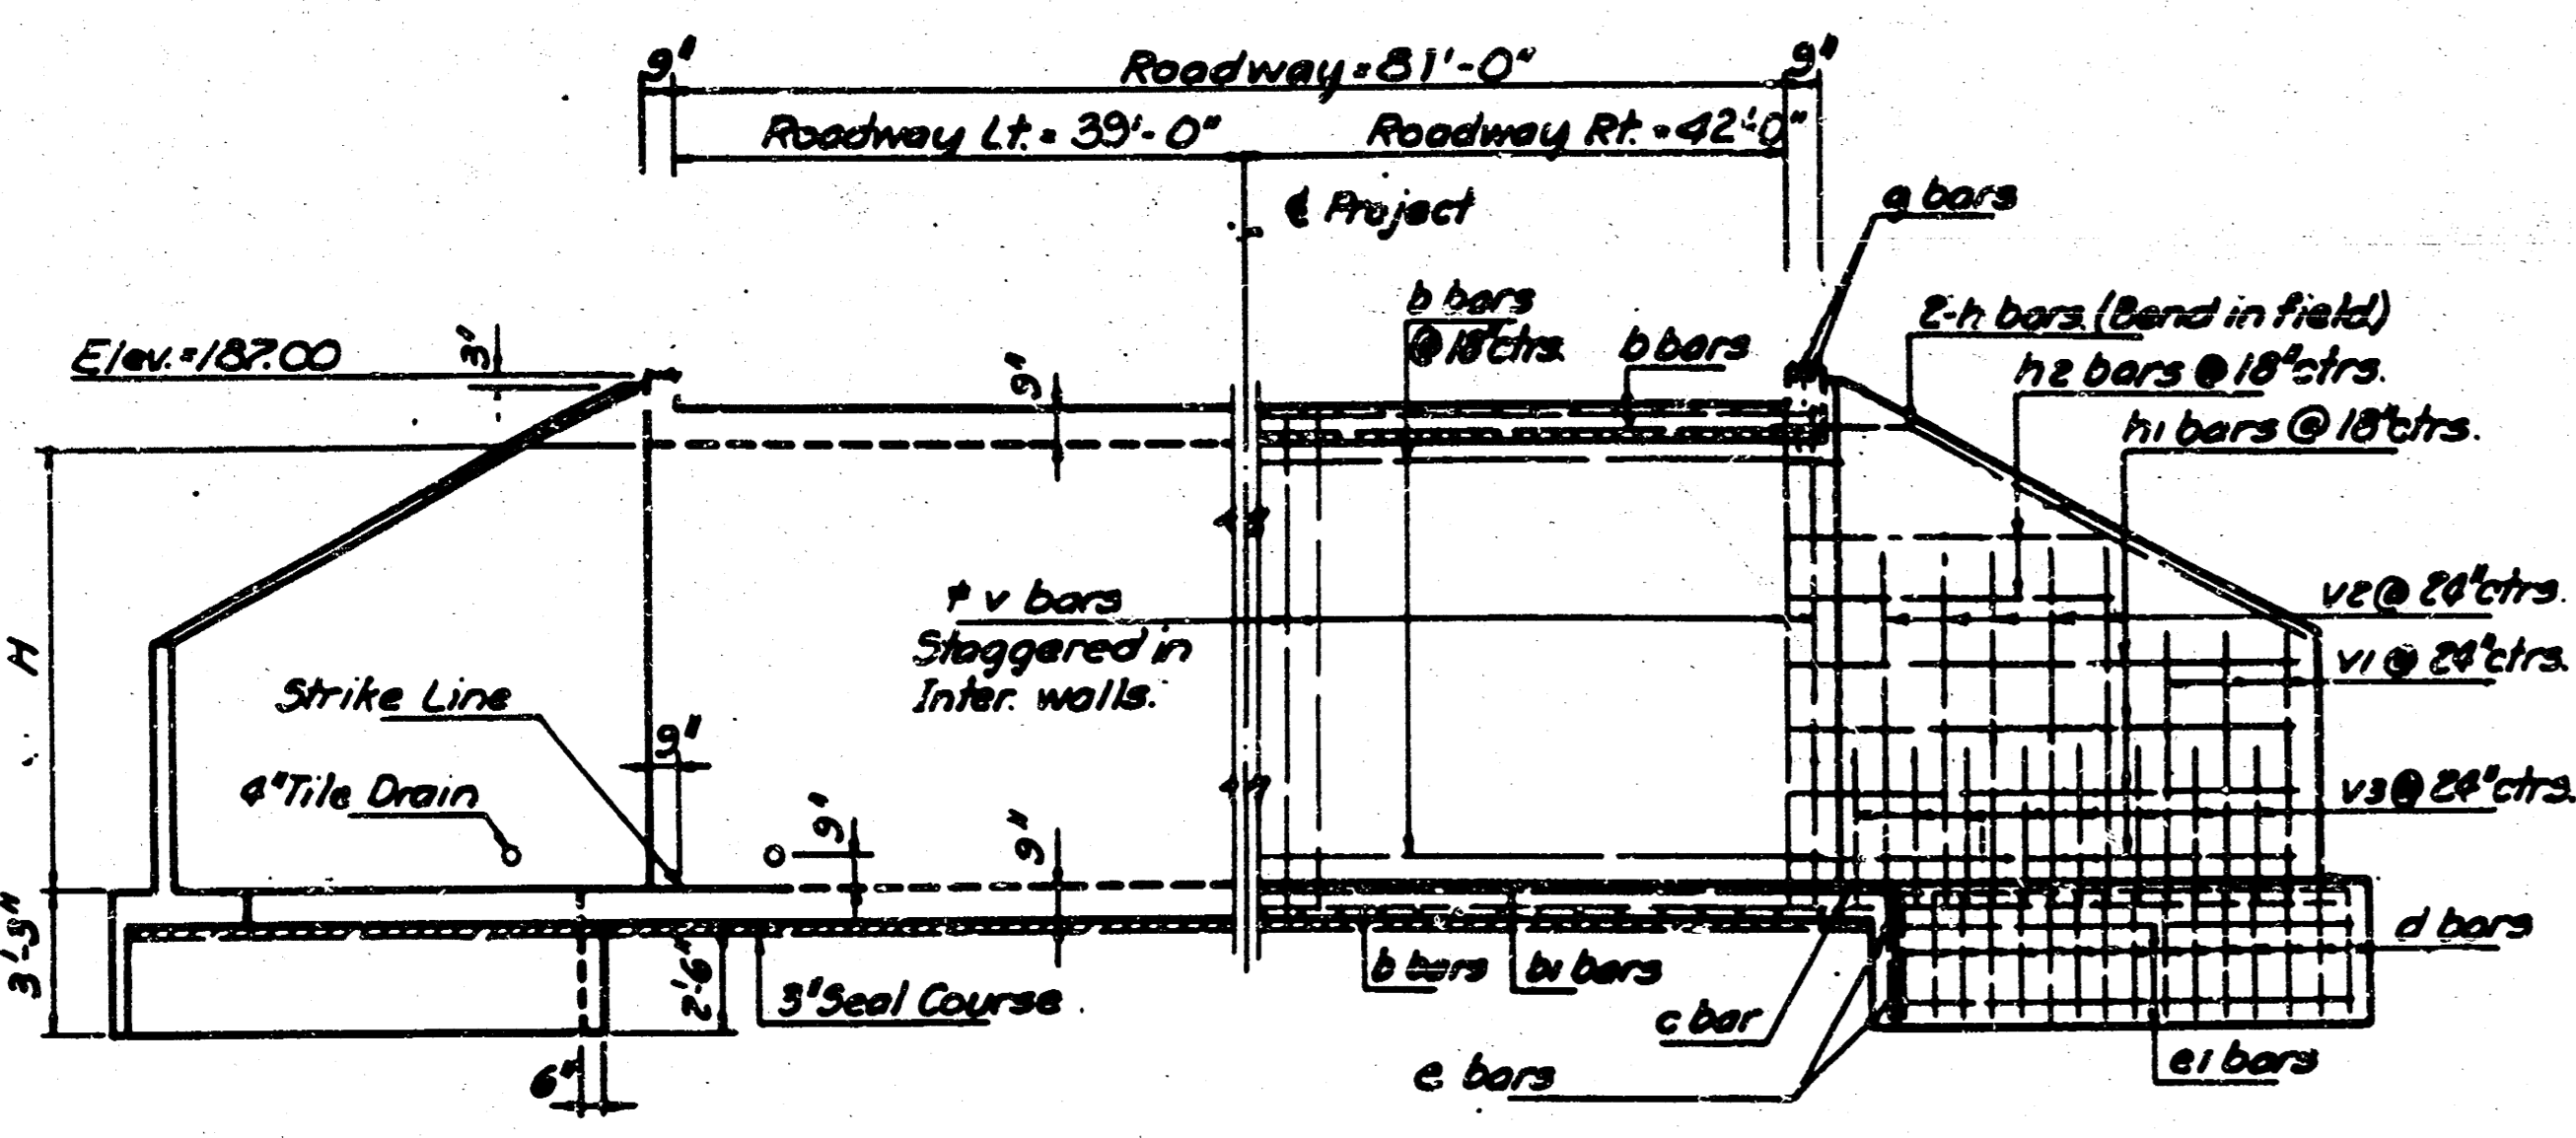 9"
Roadway = 81'-0"
9"
Roadway Lt. = 39'-0"
Roadway Rt. = 42'-0"
℄ Project
g bars
b bars
@ 18" ctrs.
b bars
2-h bars. (Bend in field)
Elev. = 187.00
3"
9"
h2 bars @ 18" ctrs.
h1 bars @ 18" ctrs.
H
v bars
Staggered in
Inter. walls.
v2 @ 24" ctrs.
v1 @ 24" ctrs.
Strike Line
9"
4" Tile Drain
9"
9"
v3 @ 24" ctrs.
3'-3"
2'-6"
3" Seal Course
b bars
b1 bars
d bars
c bar
6"
e bars
e1 bars